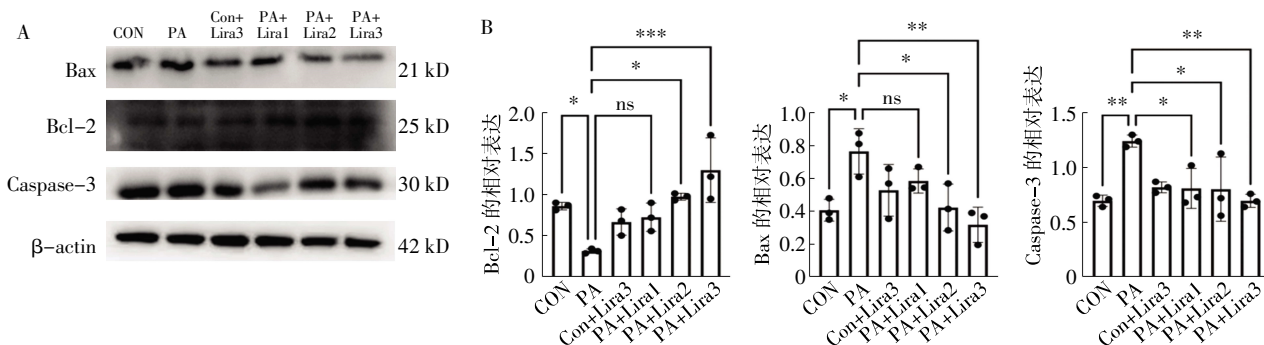 A
CON
PA
Con+
Lira3
PA+
Lira1
PA+
Lira2
PA+
Lira3
Bax
21 kD
Bcl-2
25 kD
Caspase-3
30 kD
β-actin
42 kD
B
***
*
*
ns
2.0
1.5
1.0
0.5
0
Bcl-2 的相对表达
CON
PA
Con+Lira3
PA+Lira1
PA+Lira2
PA+Lira3
**
*
*
ns
1.0
0.8
0.6
0.4
0.2
0
Bax 的相对表达
CON
PA
Con+Lira3
PA+Lira1
PA+Lira2
PA+Lira3
**
*
**
*
1.5
1.0
0.5
0
Caspase-3 的相对表达
CON
PA
Con+Lira3
PA+Lira1
PA+Lira2
PA+Lira3